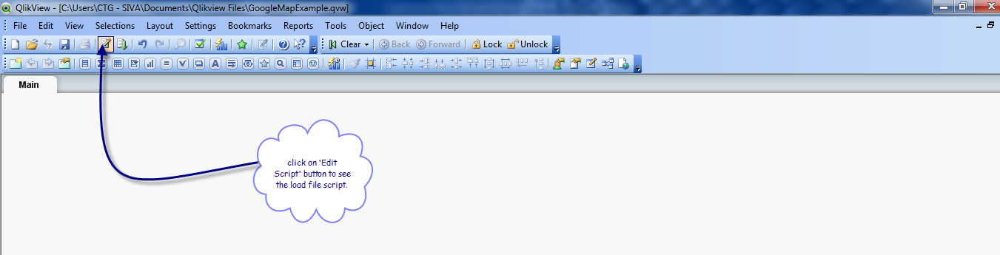 QlikView - [C:\Users\CTG - SIVA\Documents\Qlikview Files\GoogleMapExample.qvw]
File Edit View Selections Layout Settings Bookmarks Reports Tools Object Window Help
Clear Back Forward Lock Unlock
Main
click on 'Edit
Script' button to see
the load file script.